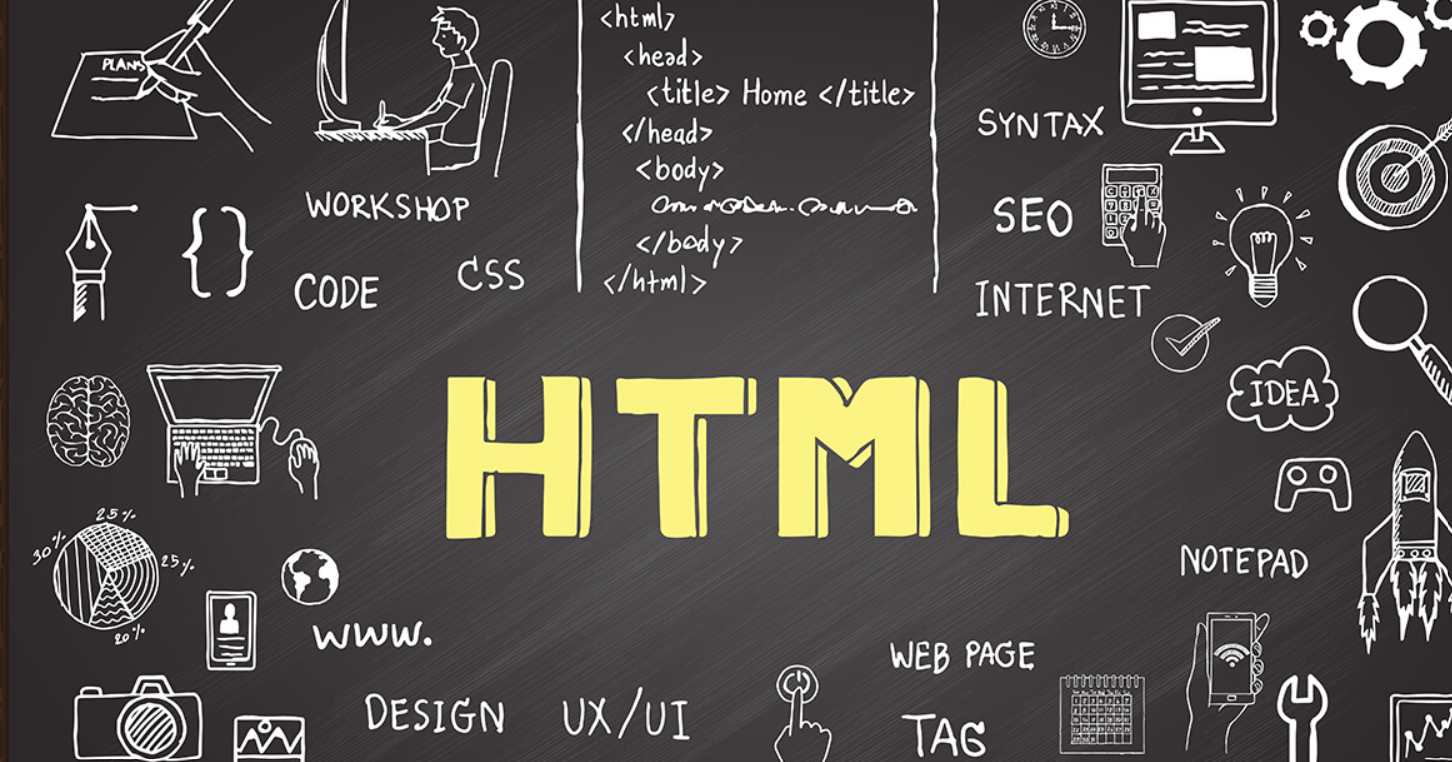 PLANS
WORKSHOP
{ }
CODE
CSS
<html>
<head>
<title> Home </title>
</head>
<body>
</body>
</html>
SYNTAX
SEO
INTERNET
IDEA
HTML
25%
30%
25%
20%
www.
NOTEPAD
WEB PAGE
DESIGN
UX/UI
TAG